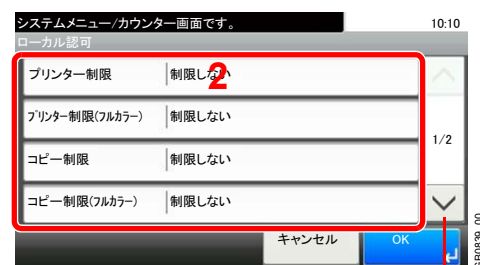 システムメニュー/カウンター画面です。 10:10
ローカル認可
プリンター制限 制限しない
2
プリンター制限(フルカラー) 制限しない
1/2
コピー制限 制限しない
コピー制限(フルカラー) 制限しない
キャンセル OK
GB0839_00